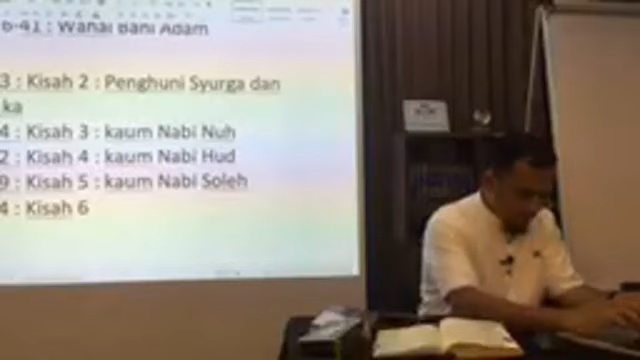 6-41 : Wahai Bani Adam
3 : Kisah 2 : Penghuni Syurga dan
ka
4 : Kisah 3 : kaum Nabi Nuh
2 : Kisah 4 : kaum Nabi Hud
9 : Kisah 5 : kaum Nabi Soleh
4 : Kisah 6